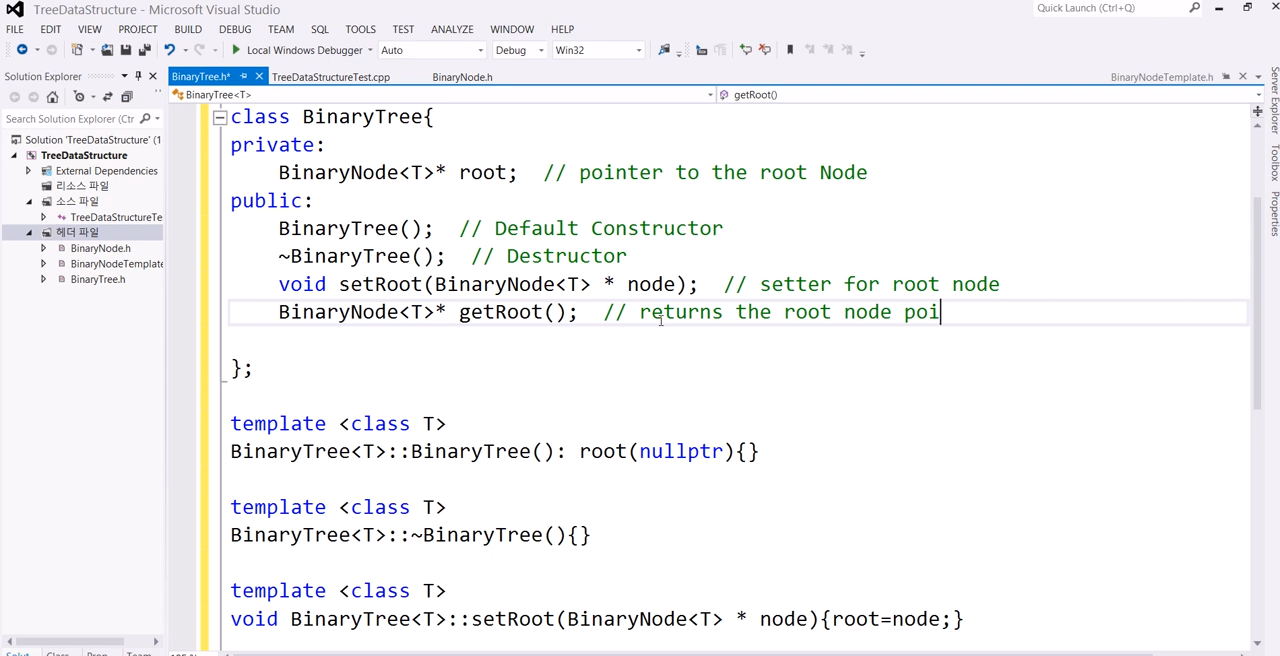 TreeDataStructure - Microsoft Visual Studio
Quick Launch (Ctrl+Q)
FILE EDIT VIEW PROJECT BUILD DEBUG TEAM SQL TOOLS TEST ANALYZE WINDOW HELP
Local Windows Debugger Auto Debug Win32
Solution Explorer
BinaryTree.h* TreeDataStructureTest.cpp BinaryNode.h BinaryNodeTemplate.h
BinaryTree<T> getRoot()
Search Solution Explorer (Ctr
Solution 'TreeDataStructure' (1
TreeDataStructure
External Dependencies
리소스 파일
소스 파일
TreeDataStructureTe
헤더 파일
BinaryNode.h
BinaryNodeTemplate
BinaryTree.h
class BinaryTree{
private:
BinaryNode<T>* root; // pointer to the root Node
public:
BinaryTree(); // Default Constructor
~BinaryTree(); // Destructor
void setRoot(BinaryNode<T> * node); // setter for root node
BinaryNode<T>* getRoot(); // returns the root node poi
};
template <class T>
BinaryTree<T>::BinaryTree(): root(nullptr){}
template <class T>
BinaryTree<T>::~BinaryTree(){}
template <class T>
void BinaryTree<T>::setRoot(BinaryNode<T> * node){root=node;}
Server Explorer
Toolbox
Properties